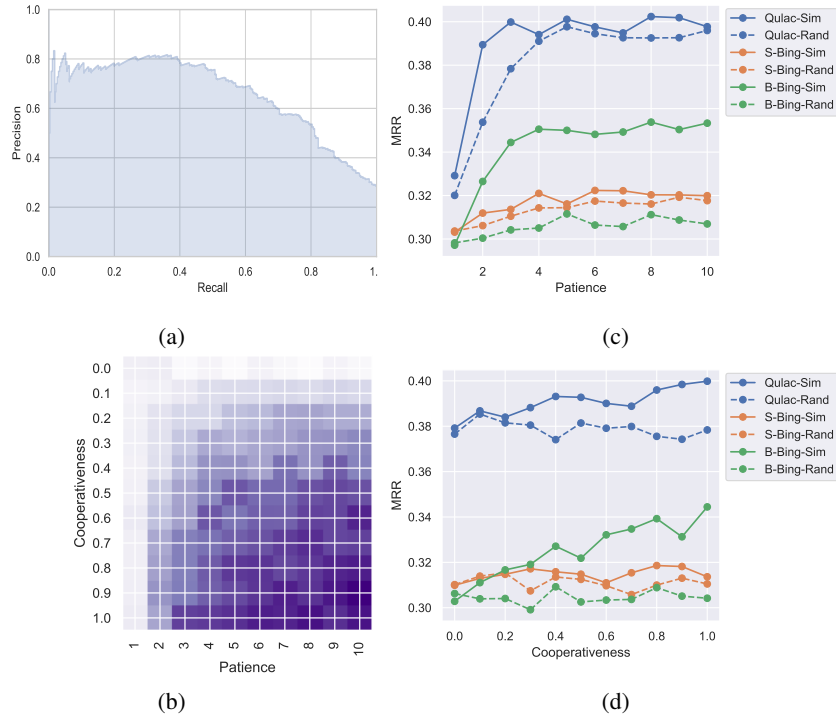 1.0
0.8
0.6
0.4
0.2
0.0
Precision
0.0
0.2
0.4
0.6
0.8
1.
Recall
(a)
0.40
0.38
0.36
0.34
0.32
0.30
MRR
2
4
6
8
10
Patience
Qulac-Sim
Qulac-Rand
S-Bing-Sim
S-Bing-Rand
B-Bing-Sim
B-Bing-Rand
(c)
0.0
0.1
0.2
0.3
0.4
0.5
0.6
0.7
0.8
0.9
1.0
Cooperativeness
1
2
3
4
5
6
7
8
9
10
Patience
(b)
0.40
0.38
0.36
0.34
0.32
0.30
MRR
0.0
0.2
0.4
0.6
0.8
1.0
Cooperativeness
Qulac-Sim
Qulac-Rand
S-Bing-Sim
S-Bing-Rand
B-Bing-Sim
B-Bing-Rand
(d)